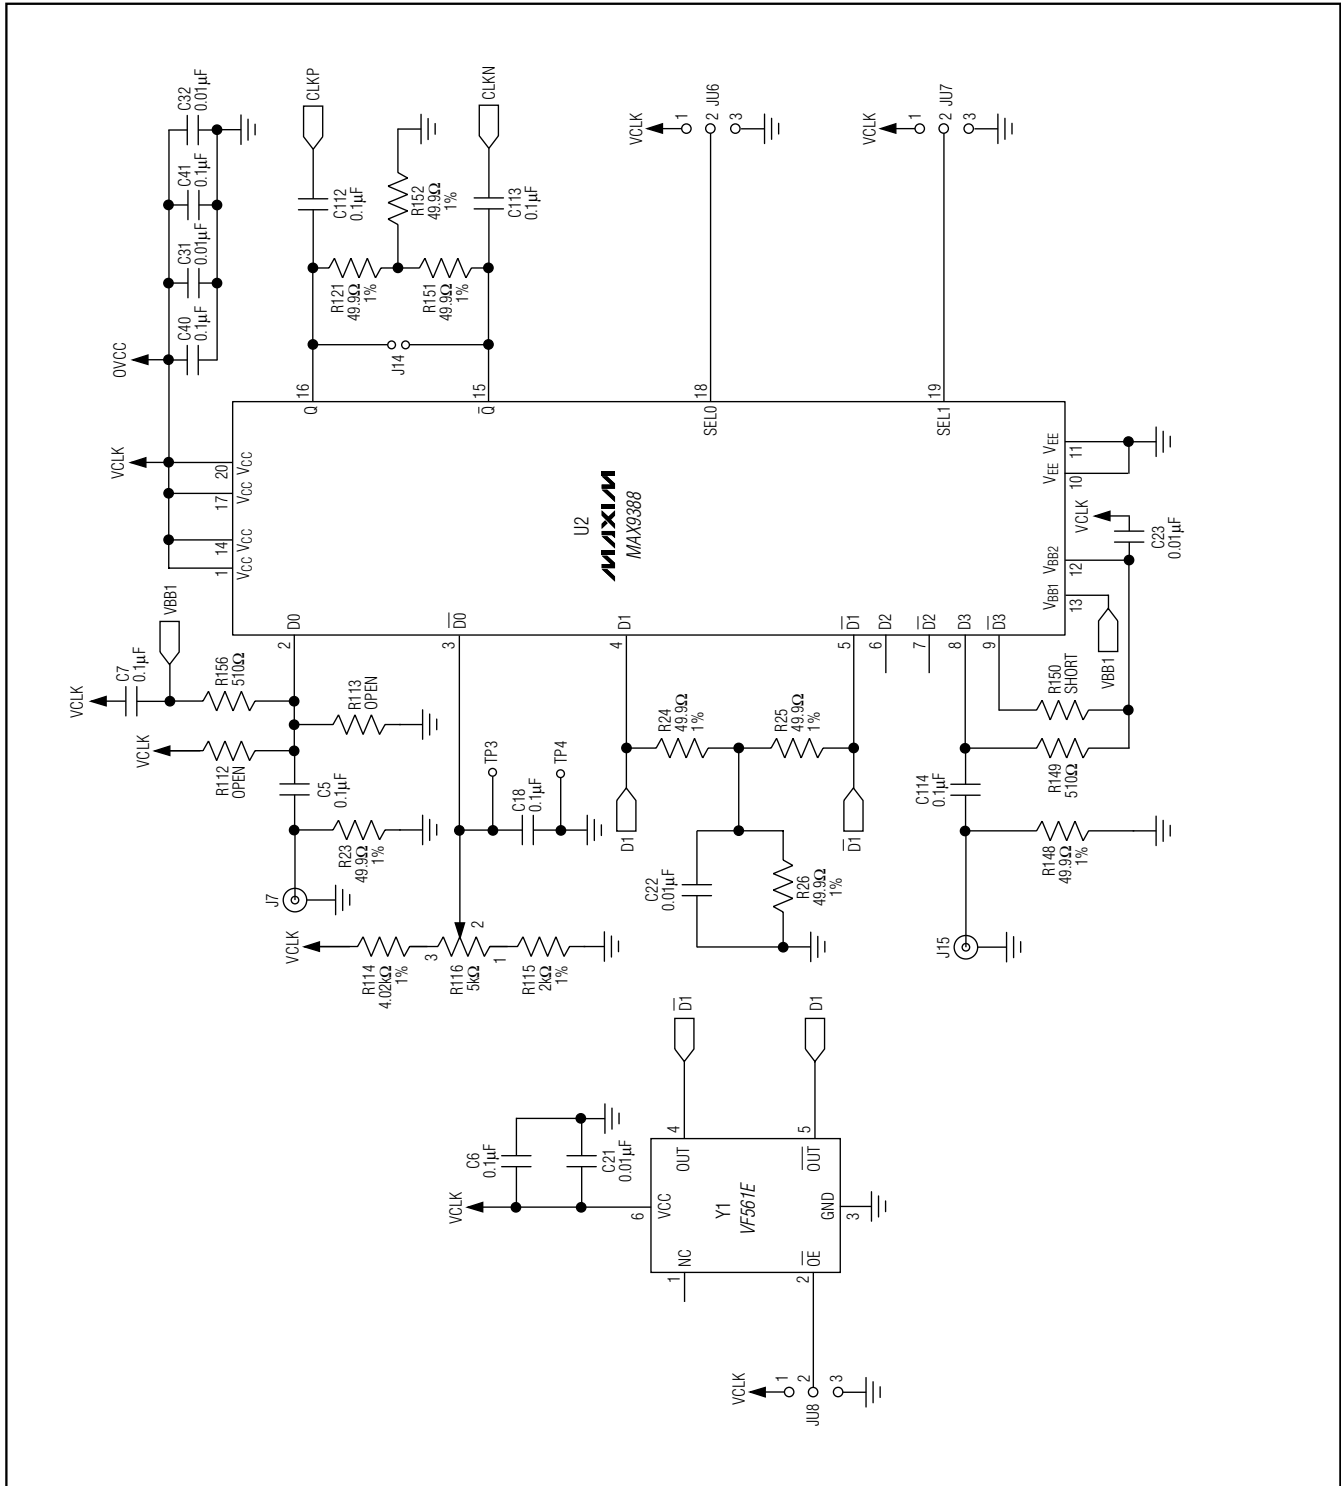 C32
0.01µF
C41
0.1µF
C31
0.01µF
C40
0.1µF
OVCC
VCLK
CLKP
CLKN
C112
0.1µF
C113
0.1µF
R152
49.9Ω
1%
R121
49.9Ω
1%
R151
49.9Ω
1%
J14
16
Q
15
Q̅
VCLK
1
2
3
JU6
18
SEL0
VCLK
1
2
3
JU7
19
SEL1
20
VCC
17
VCC
14
VCC
1
VCC
U2
MAXIM
MAX9388
VEE
11
VEE
10
VCLK
C23
0.01µF
VBB2
12
VBB1
13
VBB1
2
D0
3
D̅0̅
4
D1
5
D̅1̅
6
D2
7
D̅2̅
8
D3
9
D̅3̅
VBB1
VCLK
C7
0.1µF
R156
510Ω
R113
OPEN
VCLK
R112
OPEN
C5
0.1µF
R23
49.9Ω
1%
J7
TP3
C18
0.1µF
TP4
VCLK
R114
4.02kΩ
1%
3
2
1
R116
5kΩ
R115
2kΩ
1%
R24
49.9Ω
1%
R25
49.9Ω
1%
D1
D̅1̅
C22
0.01µF
R26
49.9Ω
1%
R150
SHORT
R149
510Ω
C114
0.1µF
R148
49.9Ω
1%
J15
D̅1̅
D1
C6
0.1µF
C21
0.01µF
VCLK
6
VCC
4
OUT
5
O̅U̅T̅
Y1
VF561E
GND
3
1
NC
2
O̅E̅
VCLK
1
2
3
JU8